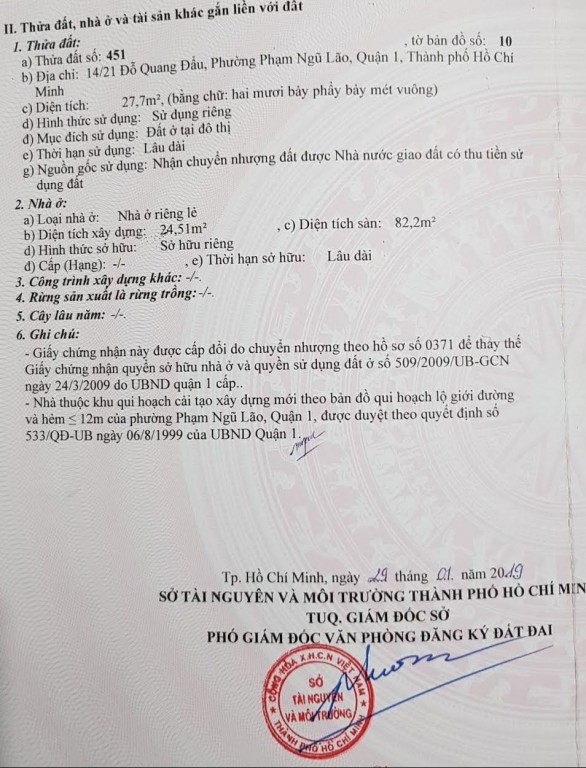 II. Thửa đất, nhà ở và tài sản khác gắn liền với đất
1. Thửa đất:
a) Thửa đất số: 451 , tờ bản đồ số: 10
b) Địa chỉ: 14/21 Đỗ Quang Đẩu, Phường Phạm Ngũ Lão, Quận 1, Thành phố Hồ Chí
Minh
c) Diện tích: 27,7m², (bằng chữ: hai mươi bảy phẩy bảy mét vuông)
d) Hình thức sử dụng: Sử dụng riêng
đ) Mục đích sử dụng: Đất ở tại đô thị
e) Thời hạn sử dụng: Lâu dài
g) Nguồn gốc sử dụng: Nhận chuyển nhượng đất được Nhà nước giao đất có thu tiền sử
dụng đất
2. Nhà ở:
a) Loại nhà ở: Nhà ở riêng lẻ
b) Diện tích xây dựng: 24,51m² , c) Diện tích sàn: 82,2m²
d) Hình thức sở hữu: Sở hữu riêng
đ) Cấp (Hạng): -/- , e) Thời hạn sở hữu: Lâu dài
3. Công trình xây dựng khác: -/-.
4. Rừng sản xuất là rừng trồng: -/-.
5. Cây lâu năm: -/-.
6. Ghi chú:
- Giấy chứng nhận này được cấp đổi do chuyển nhượng theo hồ sơ số 0371 để thay thế
Giấy chứng nhận quyền sở hữu nhà ở và quyền sử dụng đất ở số 509/2009/UB-GCN
ngày 24/3/2009 do UBND quận 1 cấp..
- Nhà thuộc khu qui hoạch cải tạo xây dựng mới theo bản đồ qui hoạch lộ giới đường
và hẻm ≤ 12m của phường Phạm Ngũ Lão, Quận 1, được duyệt theo quyết định số
533/QĐ-UB ngày 06/8/1999 của UBND Quận 1.
Tp. Hồ Chí Minh, ngày 29 tháng 01. năm 2019
SỞ TÀI NGUYÊN VÀ MÔI TRƯỜNG THÀNH PHỐ HỒ CHÍ MIN
TUQ. GIÁM ĐỐC SỞ
PHÓ GIÁM ĐỐC VĂN PHÒNG ĐĂNG KÝ ĐẤT ĐAI
CỘNG HÒA X.H.C.N VIỆT NAM
SỞ
TÀI NGUYÊN
VÀ MÔI TRƯỜNG
THÀNH PHỐ HỒ CHÍ MINH